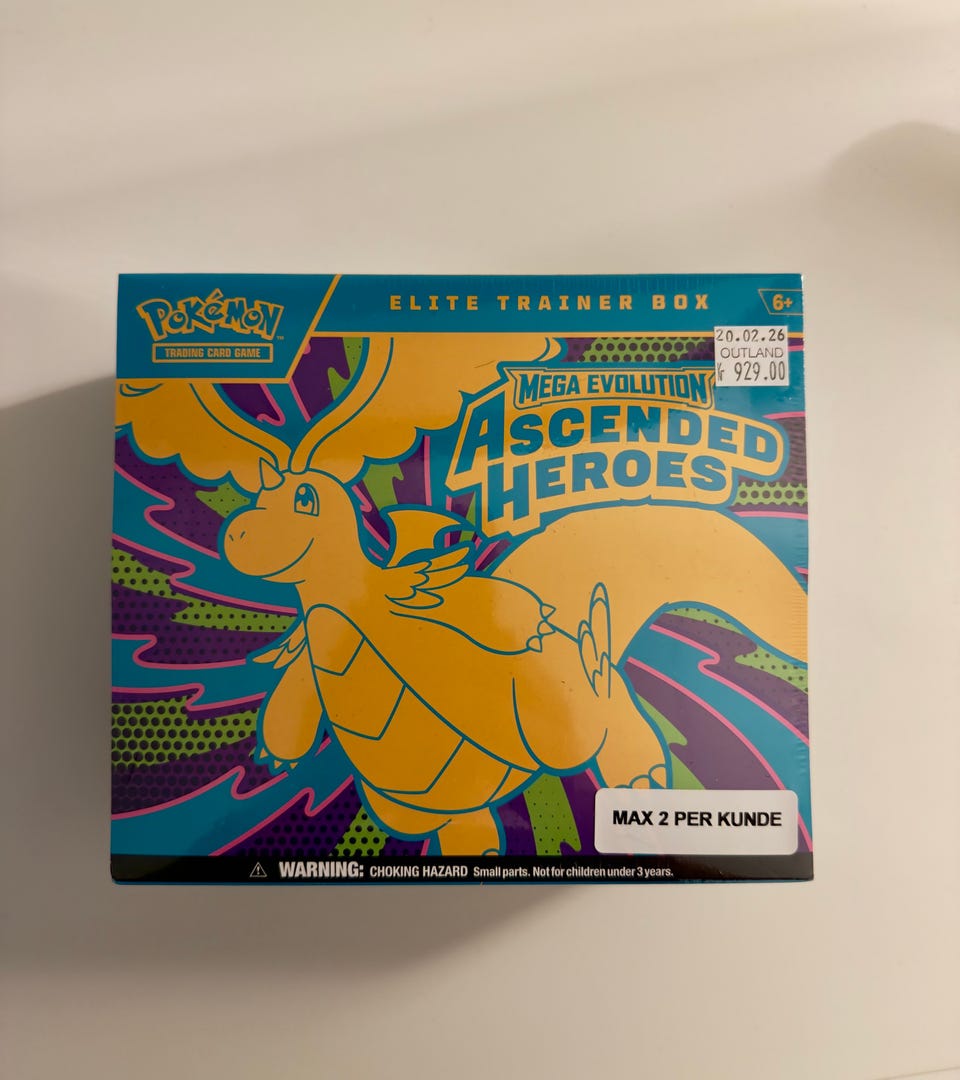 POKéMON
TRADING CARD GAME
ELITE TRAINER BOX
6+
20.02.26
OUTLAND
Kr 929.00
MEGA EVOLUTION
ASCENDED
HEROES
MAX 2 PER KUNDE
WARNING: CHOKING HAZARD Small parts. Not for children under 3 years.